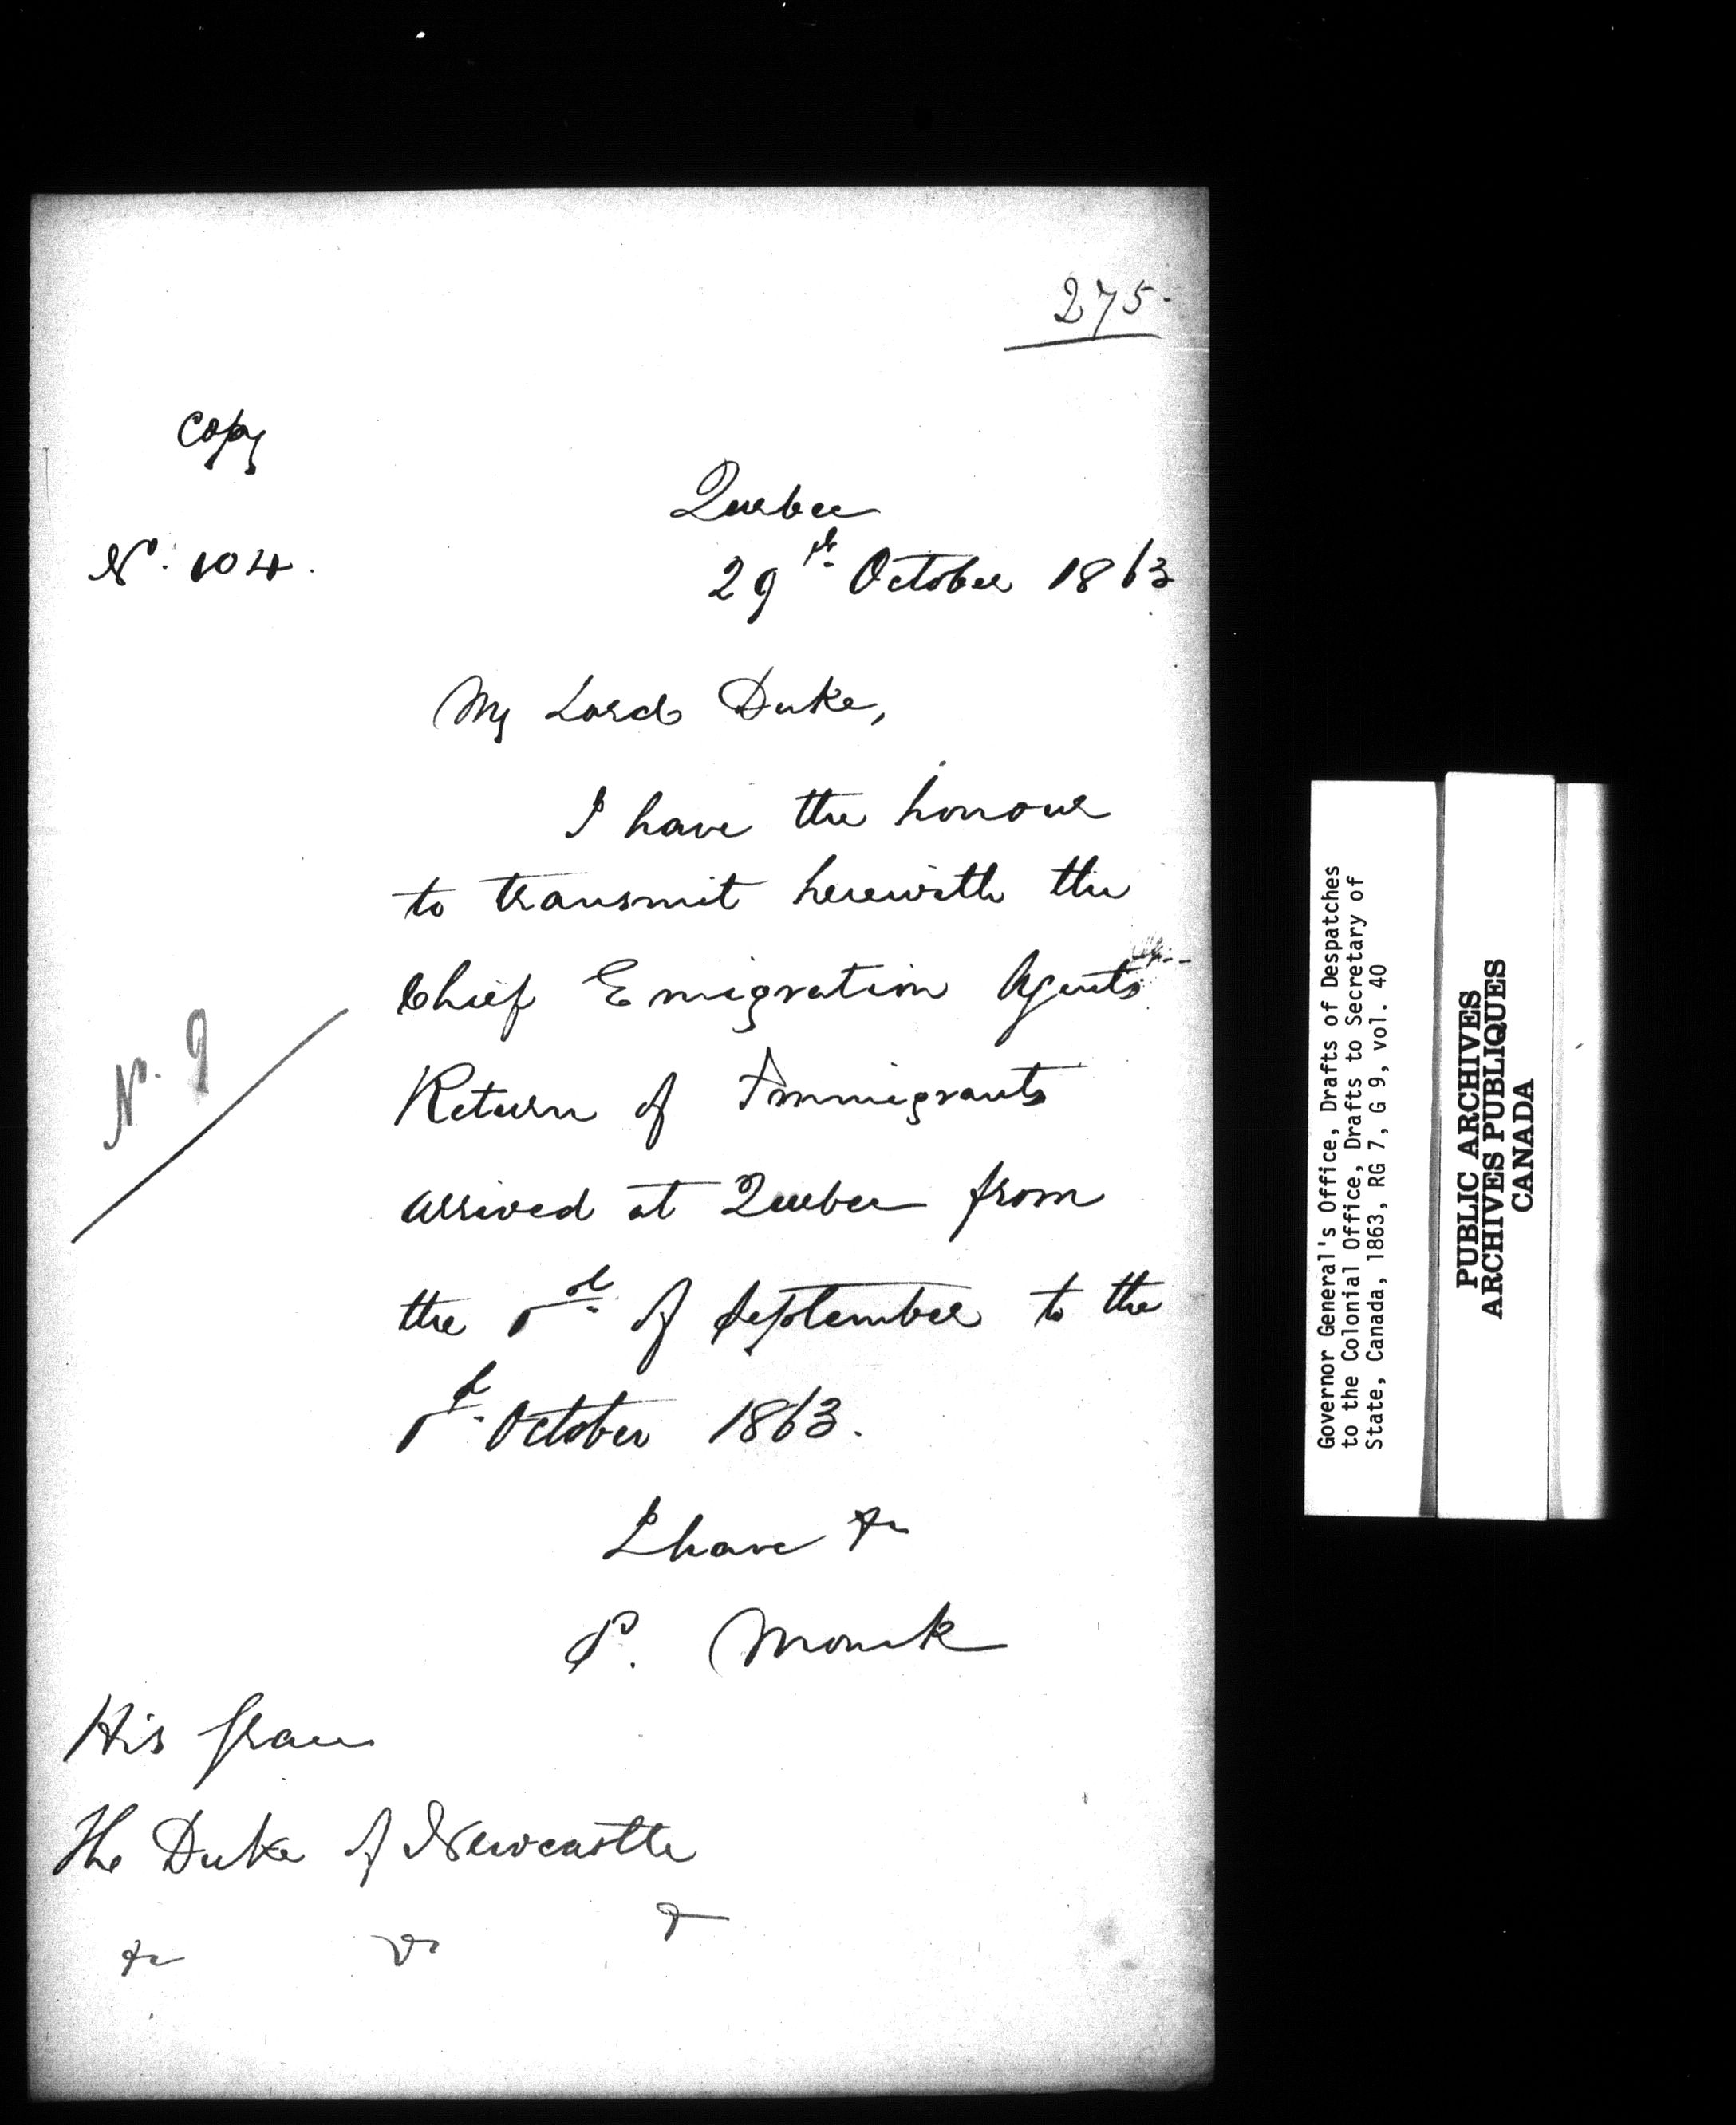 275
Copy
Quebec
No. 104.
29th October 1863
My Lord Duke,
I have the honour
to transmit herewith the
Chief Emigration Agents
No. 9
Return of Immigrants
arrived at Quebec from
the 1st of September to the
1st October 1863.
I have &c
Monck
His Grace
The Duke of Newcastle
&c &c &c
Governor General's Office, Drafts of Despatches
to the Colonial Office, Drafts to Secretary of
State, Canada, 1863, RG 7, G 9, vol. 40
PUBLIC ARCHIVES
ARCHIVES PUBLIQUES
CANADA